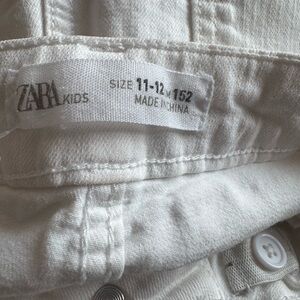 ZARA KIDS
SIZE 11-12 152
MADE IN CHINA